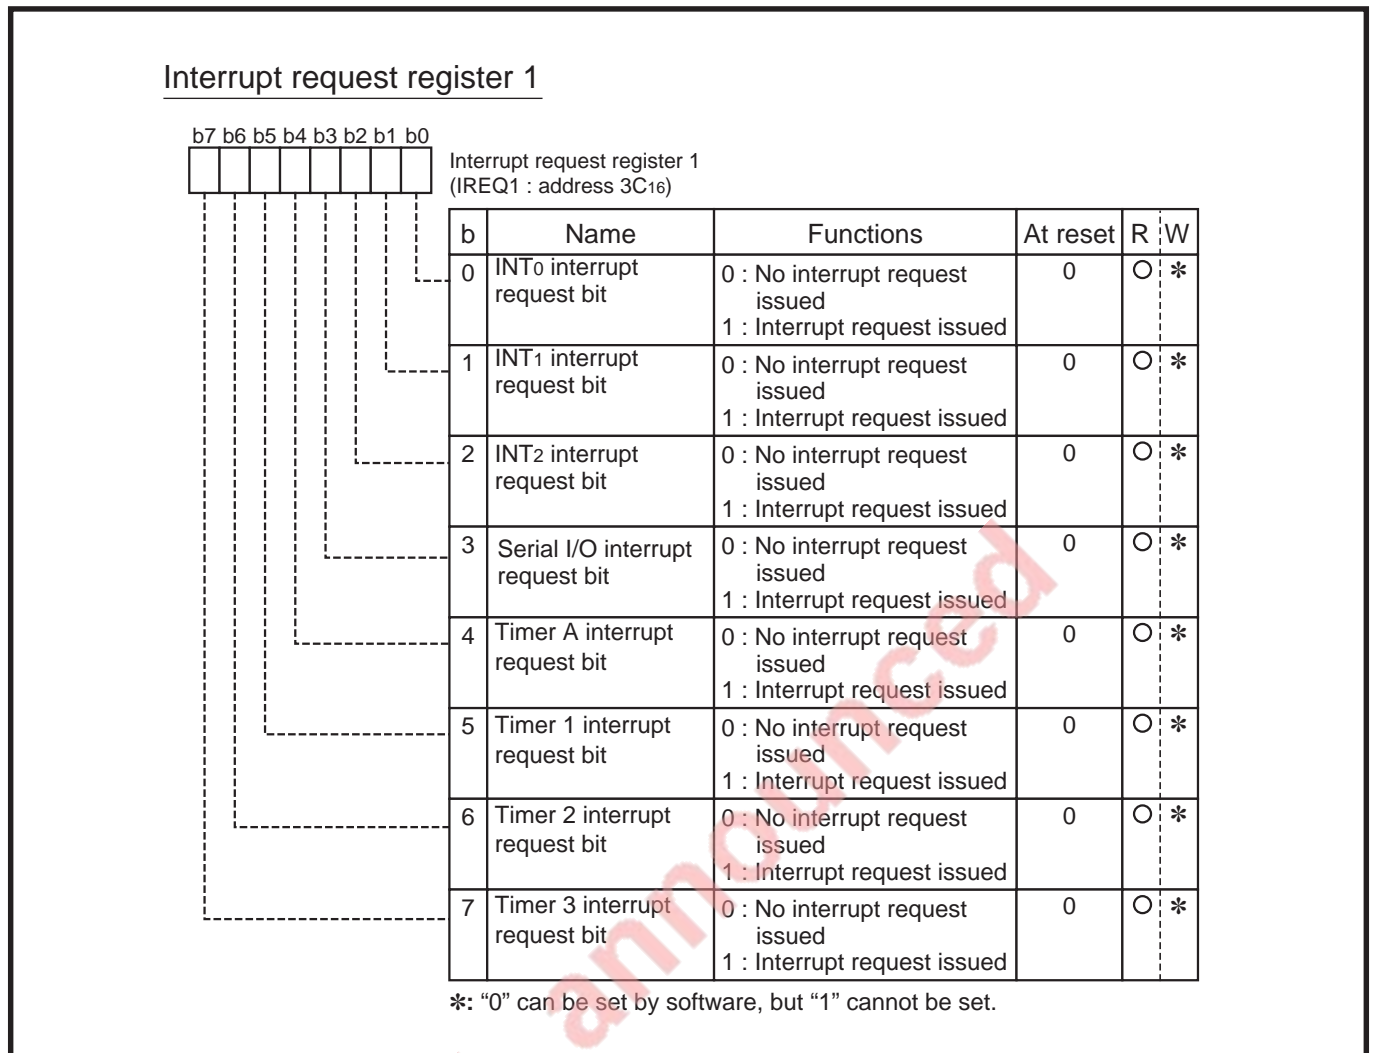 Interrupt request register 1
b7 b6 b5 b4 b3 b2 b1 b0
Interrupt request register 1
(IREQ1 : address 3C16)
b Name Functions At reset R W
0 INT0 interrupt request bit 0 : No interrupt request issued 1 : Interrupt request issued 0 ○ ✻
1 INT1 interrupt request bit 0 : No interrupt request issued 1 : Interrupt request issued 0 ○ ✻
2 INT2 interrupt request bit 0 : No interrupt request issued 1 : Interrupt request issued 0 ○ ✻
3 Serial I/O interrupt request bit 0 : No interrupt request issued 1 : Interrupt request issued 0 ○ ✻
4 Timer A interrupt request bit 0 : No interrupt request issued 1 : Interrupt request issued 0 ○ ✻
5 Timer 1 interrupt request bit 0 : No interrupt request issued 1 : Interrupt request issued 0 ○ ✻
6 Timer 2 interrupt request bit 0 : No interrupt request issued 1 : Interrupt request issued 0 ○ ✻
7 Timer 3 interrupt request bit 0 : No interrupt request issued 1 : Interrupt request issued 0 ○ ✻
✻: “0” can be set by software, but “1” cannot be set.
announced